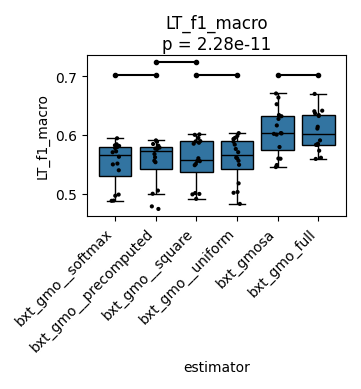 LT_f1_macro
p = 2.28e-11
LT_f1_macro
0.7
0.6
0.5
bxt_gmo__softmax
bxt_gmo__precomputed
bxt_gmo__square
bxt_gmo__uniform
bxt_gmosa
bxt_gmo_full
estimator